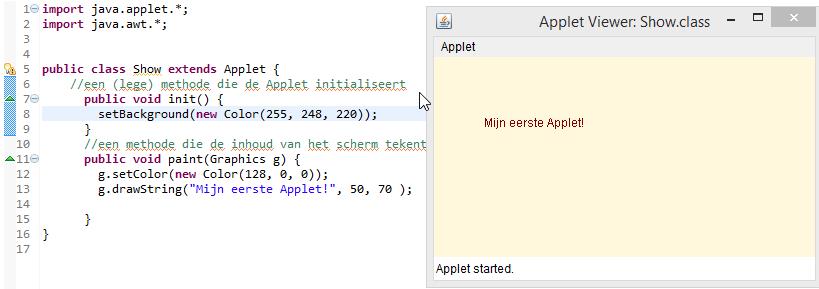 1 import java.applet.*;
2 import java.awt.*;
3
4
5 public class Show extends Applet {
6 //een (lege) methode die de Applet initialiseert
7 public void init() {
8 setBackground(new Color(255, 248, 220));
9 }
10 //een methode die de inhoud van het scherm tekent
11 public void paint(Graphics g) {
12 g.setColor(new Color(128, 0, 0));
13 g.drawString("Mijn eerste Applet!", 50, 70 );
14
15 }
16 }
17
Applet Viewer: Show.class
Applet
Mijn eerste Applet!
Applet started.